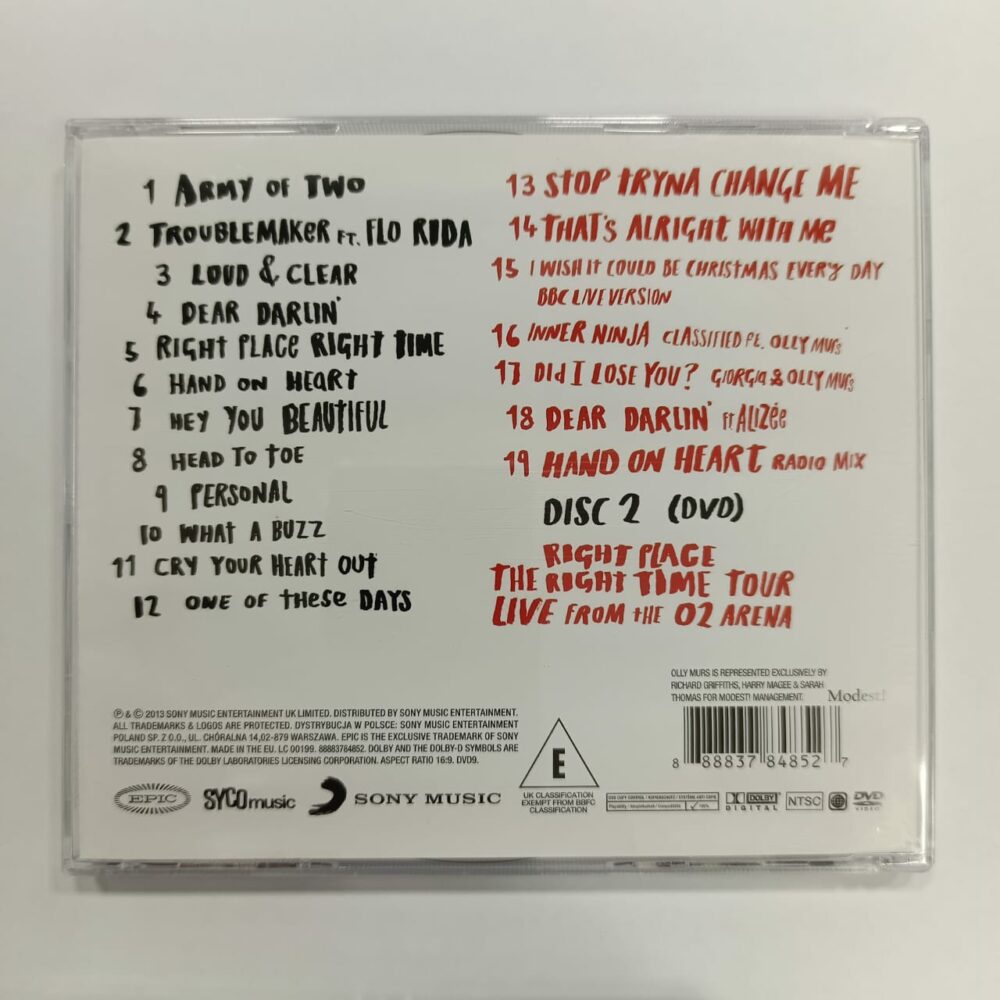 1 ARMY OF TWO
2 TROUBLEMAKER FT. FLO RIDA
3 LOUD & CLEAR
4 DEAR DARLIN'
5 RIGHT PLACE RIGHT TIME
6 HAND ON HEART
7 HEY YOU BEAUTIFUL
8 HEAD TO TOE
9 PERSONAL
10 WHAT A BUZZ
11 CRY YOUR HEART OUT
12 ONE OF THESE DAYS
13 STOP TRYNA CHANGE ME
14 THAT'S ALRIGHT WITH ME
15 I WISH IT COULD BE CHRISTMAS EVERY DAY
BBC LIVE VERSION
16 INNER NINJA CLASSIFIED FT. OLLY MURS
17 DID I LOSE YOU? GIORGIA & OLLY MURS
18 DEAR DARLIN' FT ALIZÉE
19 HAND ON HEART RADIO MIX
DISC 2 (DVD)
RIGHT PLACE
THE RIGHT TIME TOUR
LIVE FROM THE O2 ARENA
OLLY MURS IS REPRESENTED EXCLUSIVELY BY
RICHARD GRIFFITHS, HARRY MAGEE & SARAH
THOMAS FOR MODEST! MANAGEMENT. Modest!
℗ & © 2013 SONY MUSIC ENTERTAINMENT UK LIMITED. DISTRIBUTED BY SONY MUSIC ENTERTAINMENT.
ALL TRADEMARKS & LOGOS ARE PROTECTED. DYSTRYBUCJA W POLSCE: SONY MUSIC ENTERTAINMENT
POLAND SP. Z O.O., UL. CHÓRALNA 14,02-879 WARSZAWA. EPIC IS THE EXCLUSIVE TRADEMARK OF SONY
MUSIC ENTERTAINMENT. MADE IN THE EU. LC 00199. 88883784852. DOLBY AND THE DOLBY-D SYMBOLS ARE
TRADEMARKS OF THE DOLBY LABORATORIES LICENSING CORPORATION. ASPECT RATIO 16:9. DVD9.
8 88837 84852 7
EPIC
SYCOmusic
SONY MUSIC
E
UK CLASSIFICATION
EXEMPT FROM BBFC
CLASSIFICATION
DOLBY
DIGITAL
NTSC
DVD
VIDEO